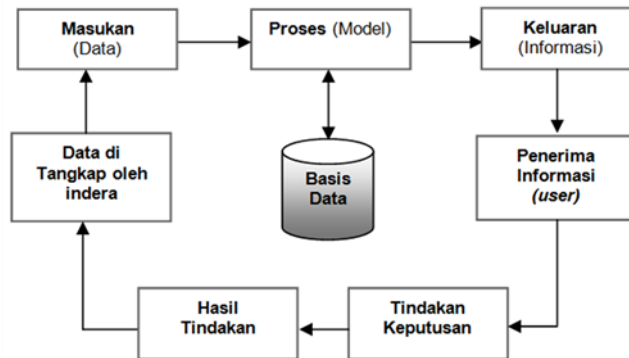 Masukan
(Data)
Proses (Model)
Keluaran
(Informasi)
Data di
Tangkap oleh
indera
Basis
Data
Penerima
Informasi
(user)
Hasil
Tindakan
Tindakan
Keputusan